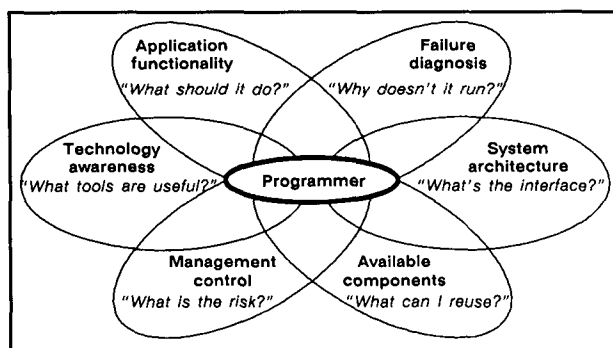 Application
functionality
"What should it do?"
Failure
diagnosis
"Why doesn't it run?"
Technology
awareness
"What tools are useful?"
Programmer
System
architecture
"What's the interface?"
Management
control
"What is the risk?"
Available
components
"What can I reuse?"